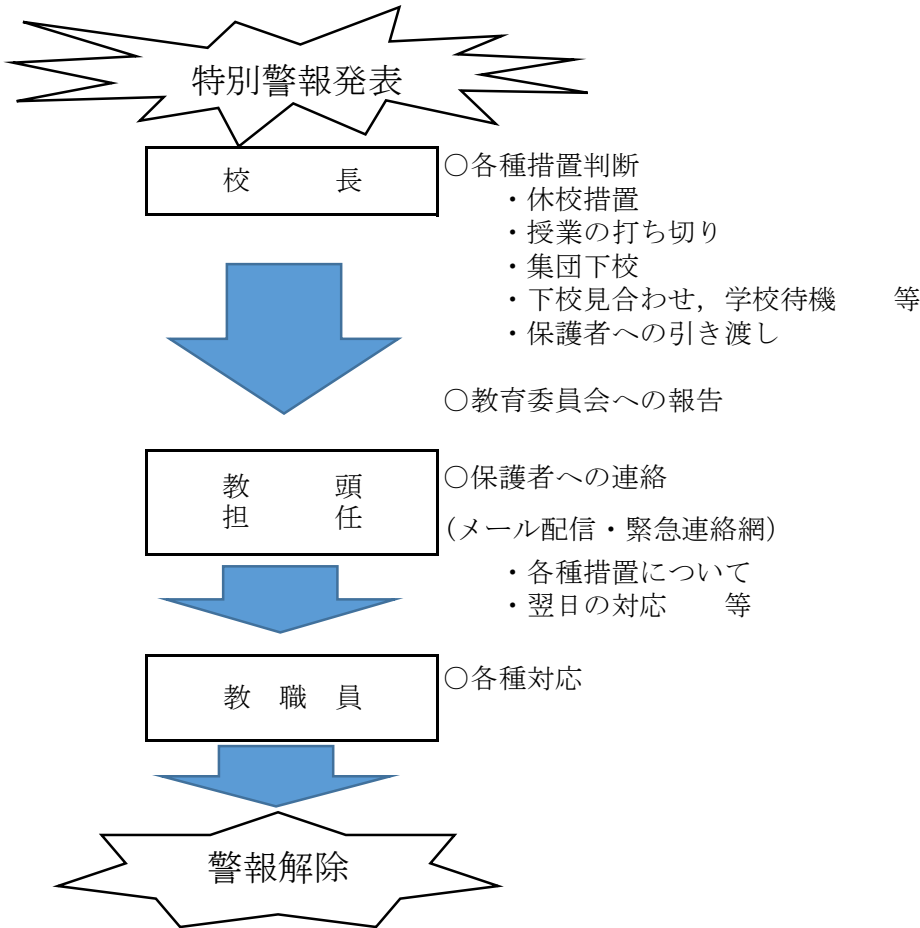 特別警報発表
校　　　長
○各種措置判断
・休校措置
・授業の打ち切り
・集団下校
・下校見合わせ，学校待機　　等
・保護者への引き渡し
○教育委員会への報告
教　　　頭
担　　　任
○保護者への連絡
（メール配信・緊急連絡網）
・各種措置について
・翌日の対応　　等
教　職　員
○各種対応
警報解除